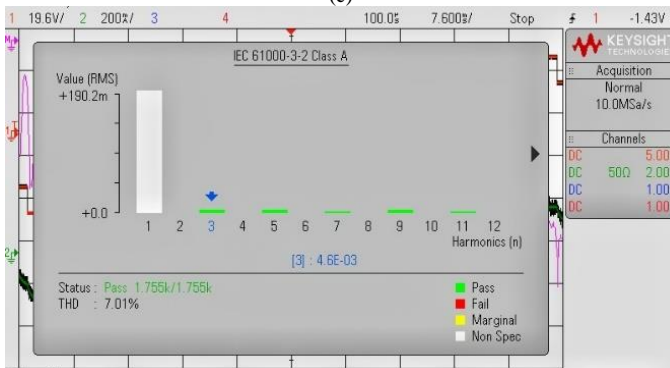 (c)
1 19.6V/ 2 200%/ 3 4 100.0% 7.600%/ Stop 1 -1.43V
IEC 61000-3-2 Class A
Value (RMS)
+190.2m
+0.0
1 2 3 4 5 6 7 8 9 10 11 12
Harmonics (n)
[3] : 4.6E-03
Status : Pass 1.755k/1.755k
THD : 7.01%
Pass
Fail
Marginal
Non Spec
KEYSIGHT
TECHNOLOGIES
Acquisition
Normal
10.0MSa/s
Channels
DC 5.00
DC 50Ω 2.00
DC 1.00
DC 1.00